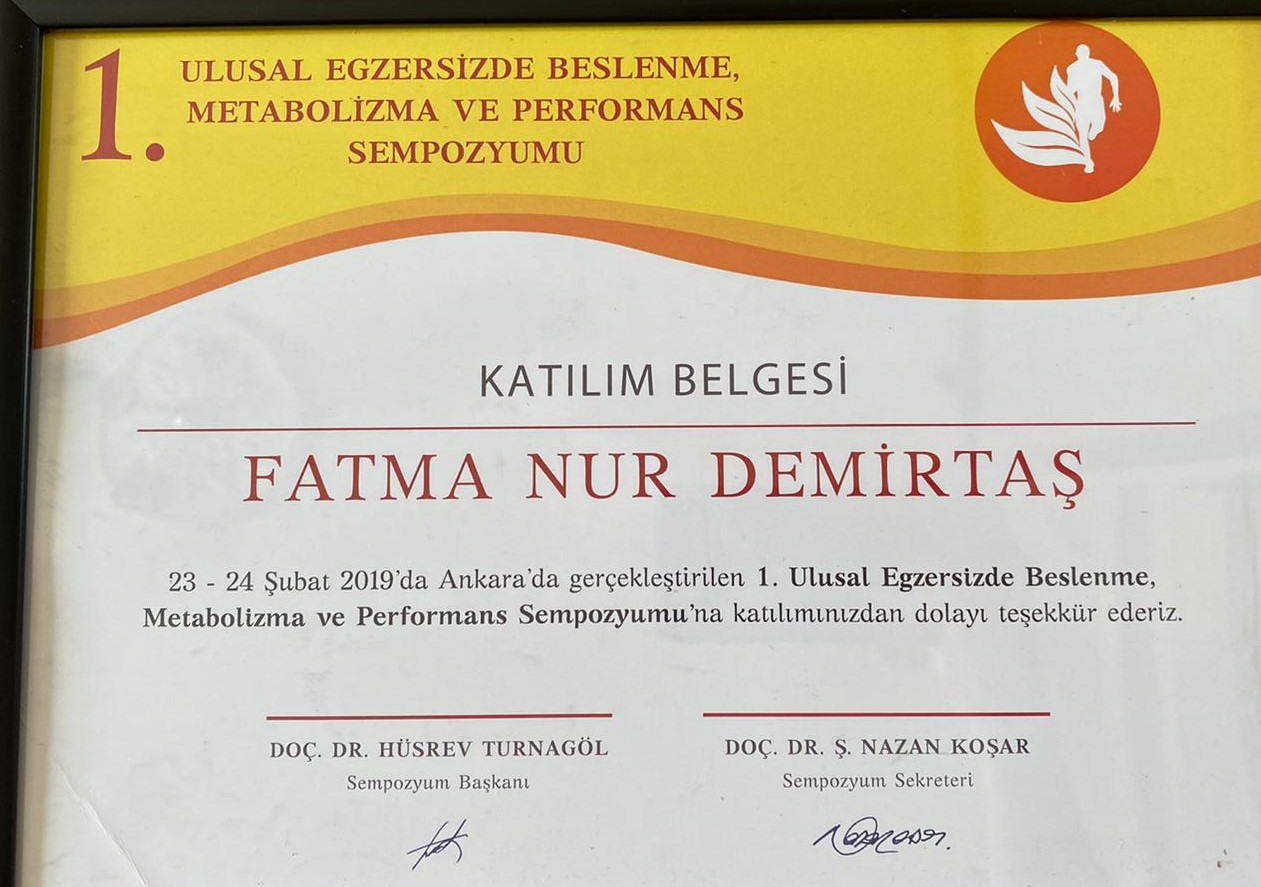 1.
ULUSAL EGZERSİZDE BESLENME,
METABOLİZMA VE PERFORMANS
SEMPOZYUMU
KATILIM BELGESİ
FATMA NUR DEMİRTAŞ
23 - 24 Şubat 2019'da Ankara'da gerçekleştirilen 1. Ulusal Egzersizde Beslenme,
Metabolizma ve Performans Sempozyumu'na katılımınızdan dolayı teşekkür ederiz.
DOÇ. DR. HÜSREV TURNAGÖL
Sempozyum Başkanı
DOÇ. DR. Ş. NAZAN KOŞAR
Sempozyum Sekreteri